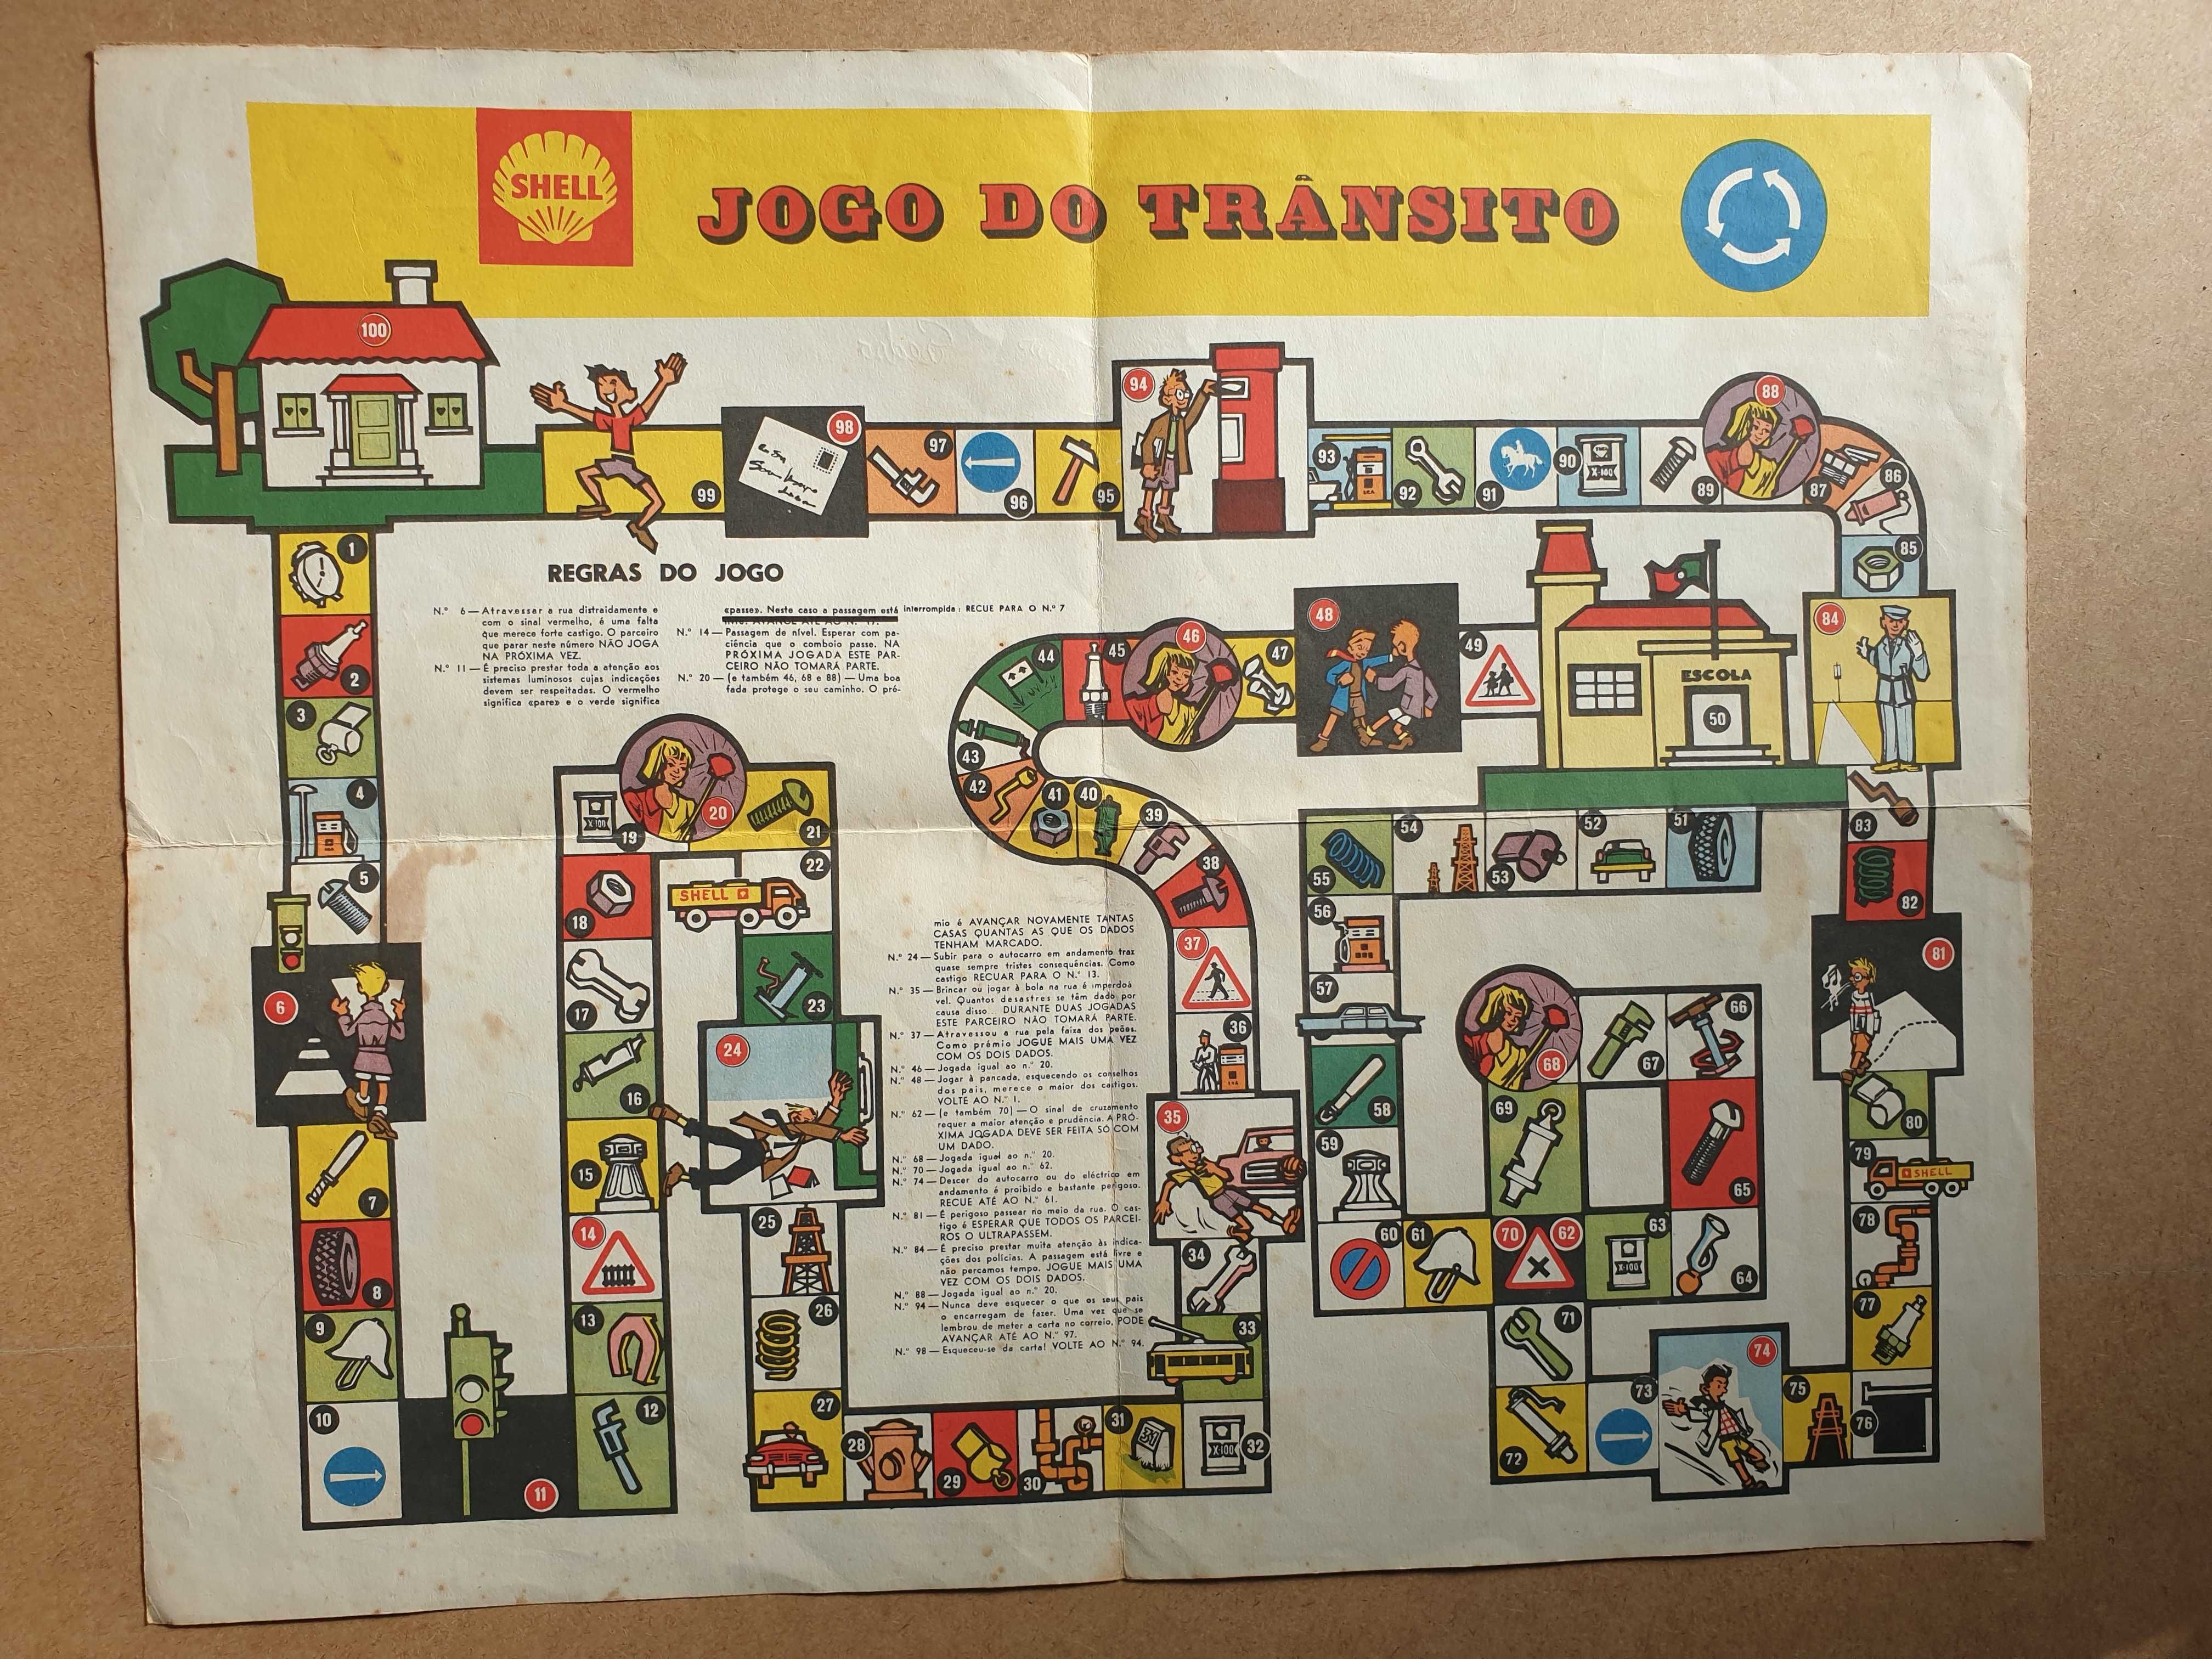 SHELL
JOGO DO TRÂNSITO
100
99
98
97
96
95
94
93
92
91
90
X-100
89
88
87
86
85
84
REGRAS DO JOGO
N.º 6 — Atravessar a rua distraidamente e
com o sinal vermelho, é uma falta
que merece forte castigo. O parceiro
que parar neste número NÃO JOGA
NA PRÓXIMA VEZ.
N.º 11 — É preciso prestar toda a atenção aos
sistemas luminosos cujas indicações
devem ser respeitadas. O vermelho
significa «pare» e o verde significa
«passe». Neste caso a passagem está interrompida: RECUE PARA O N.º 7
N.º 14 — Passagem de nível. Esperar com pa-
ciência que o comboio passe. NA
PRÓXIMA JOGADA ESTE PAR-
CEIRO NÃO TOMARÁ PARTE.
N.º 20 — (e também 46, 68 e 88) — Uma boa
fada protege o seu caminho. O pré-
mio é AVANÇAR NOVAMENTE TANTAS
CASAS QUANTAS AS QUE OS DADOS
TENHAM MARCADO.
N.º 24 — Subir para o autocarro em andamento traz
quase sempre tristes consequências. Como
castigo RECUAR PARA O N.º 13.
N.º 35 — Brincar ou jogar à bola na rua é imperdoá
vel. Quantos desastres se têm dado por
causa disso... DURANTE DUAS JOGADAS
ESTE PARCEIRO NÃO TOMARÁ PARTE.
N.º 37 — Atravessou a rua pela faixa dos peões.
Como prémio JOGUE MAIS UMA VEZ
COM OS DOIS DADOS.
N.º 46 — Jogada igual ao n.º 20.
N.º 48 — Jogar à pancada, esquecendo os conselhos
dos pais, merece o maior dos castigos.
VOLTE AO N.º 1.
N.º 62 — (e também 70) — O sinal de cruzamento
requer a maior atenção e prudência. A PRÓ-
XIMA JOGADA DEVE SER FEITA SÓ COM
UM DADO.
N.º 68 — Jogada igual ao n.º 20.
N.º 70 — Jogada igual ao n.º 62.
N.º 74 — Descer do autocarro ou do eléctrico em
andamento é proibido e bastante perigoso.
RECUE ATÉ AO N.º 61.
N.º 81 — É perigoso passear no meio da rua. O cas-
tigo é ESPERAR QUE TODOS OS PARCEI-
ROS O ULTRAPASSEM.
N.º 84 — É preciso prestar muita atenção às indica-
ções dos polícias. A passagem está livre e
não percamos tempo. JOGUE MAIS UMA
VEZ COM OS DOIS DADOS.
N.º 88 — Jogada igual ao n.º 20.
N.º 94 — Nunca deve esquecer o que os seus pais
o encarregam de fazer. Uma vez que se
lembrou de meter a carta no correio, PODE
AVANÇAR ATÉ AO N.º 97.
N.º 98 — Esqueceu-se da carta! VOLTE AO N.º 94.
1
2
3
4
5
6
7
8
9
10
11
12
13
14
15
16
17
18
19
X 100
20
21
22
SHELL
23
24
25
26
27
28
29
30
31
31
32
X-100
33
34
35
36
37
38
39
40
41
42
43
44
45
46
47
48
49
ESCOLA
50
51
52
53
54
55
56
57
58
59
60
61
70
62
63
X-100
64
65
66
67
68
69
71
72
73
74
75
76
77
78
79
SHELL
80
81
82
83